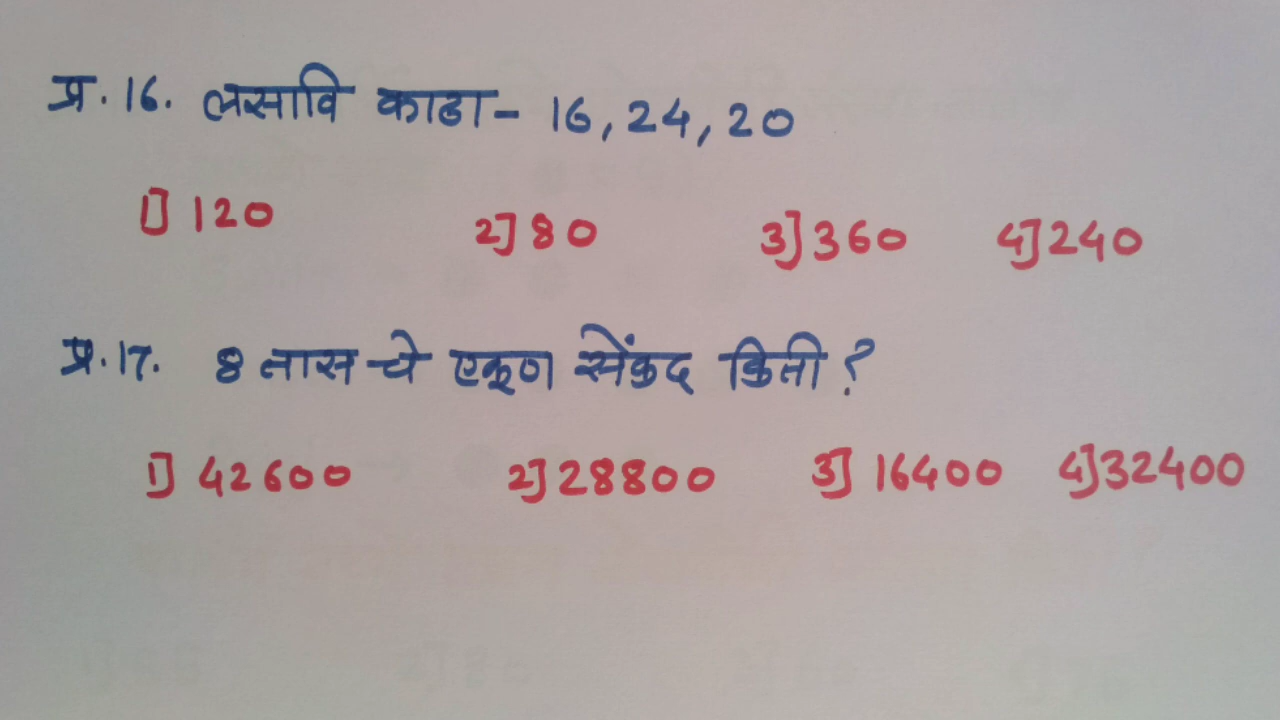 प्र.16. लसावि काढा - 16, 24, 20
1] 120 2] 80 3] 360 4] 240
प्र.17. 8 तास चे एकूण सेंकद किती ?
1] 42600 2] 28800 3] 16400 4] 32400